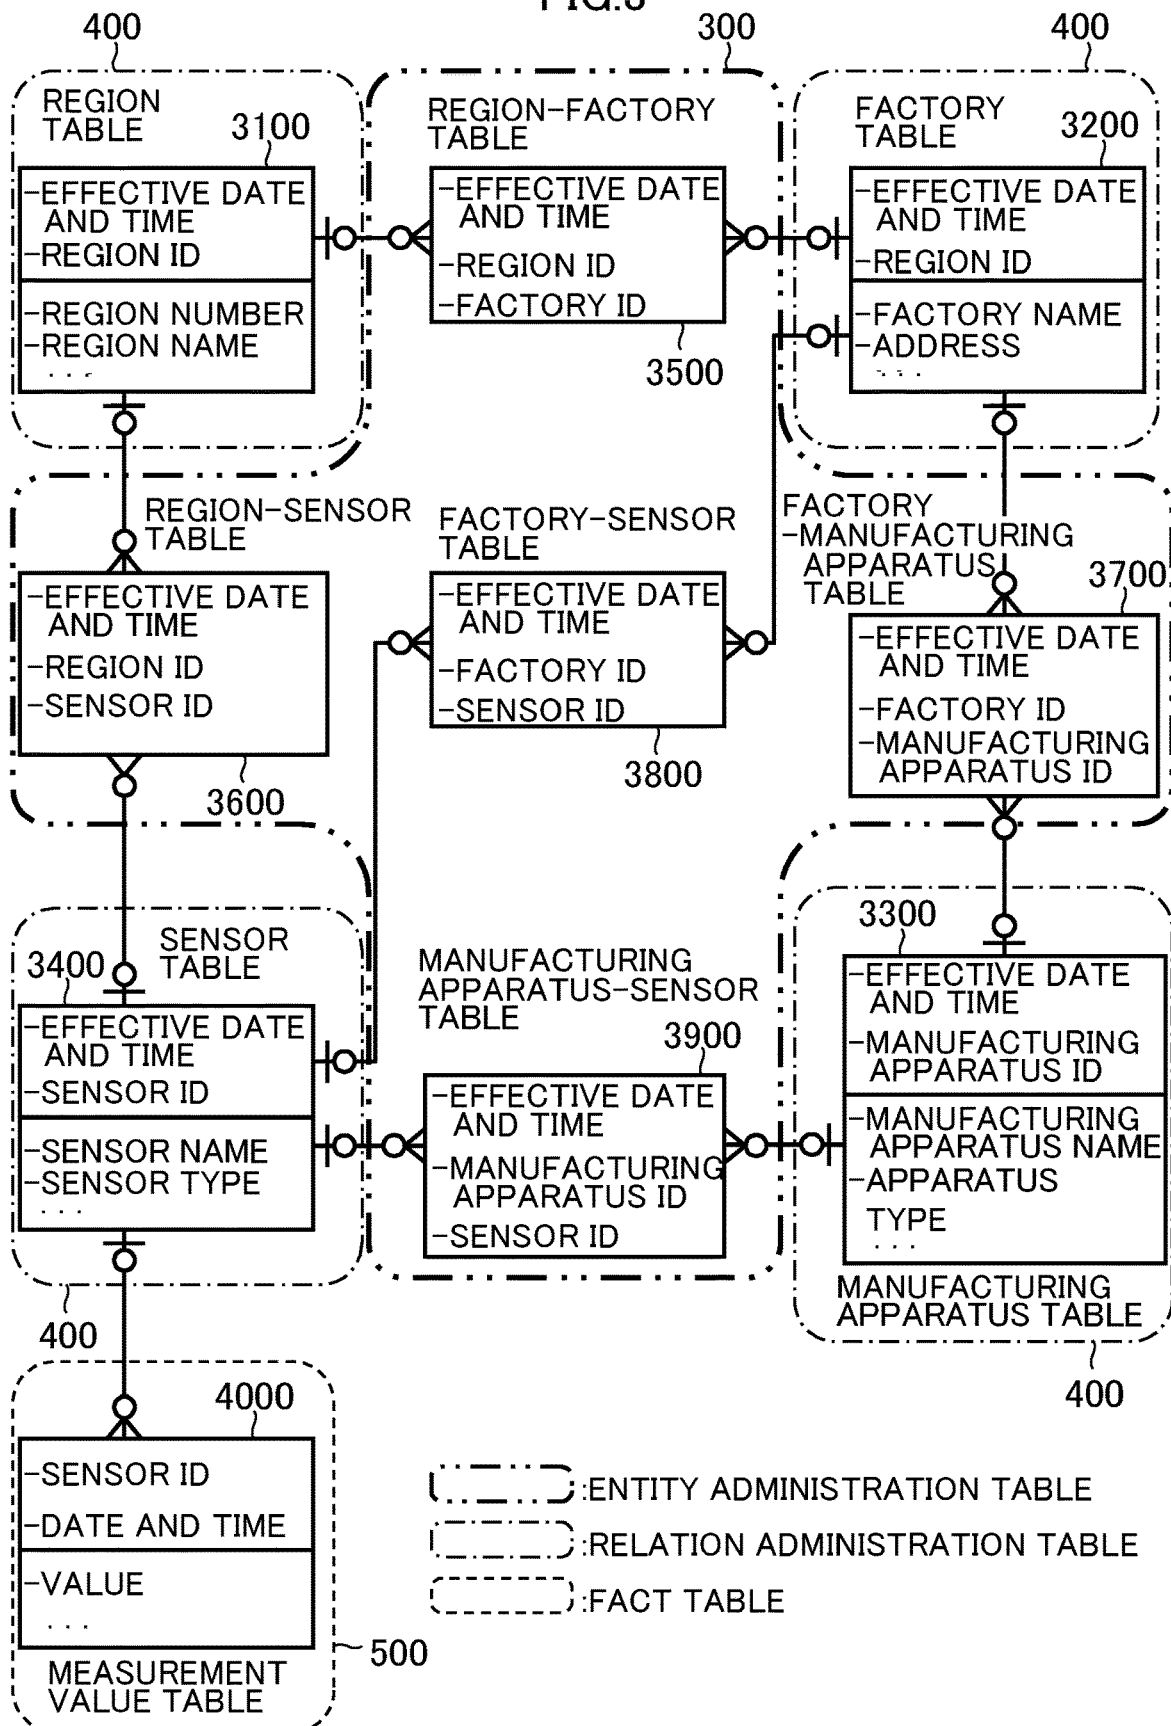 FIG.3
400
300
400
REGION
TABLE
3100
-EFFECTIVE DATE
AND TIME
-REGION ID
-REGION NUMBER
-REGION NAME
...
REGION-FACTORY
TABLE
-EFFECTIVE DATE
AND TIME
-REGION ID
-FACTORY ID
3500
FACTORY
TABLE
3200
-EFFECTIVE DATE
AND TIME
-REGION ID
-FACTORY NAME
-ADDRESS
...
REGION-SENSOR
TABLE
-EFFECTIVE DATE
AND TIME
-REGION ID
-SENSOR ID
3600
FACTORY-SENSOR
TABLE
-EFFECTIVE DATE
AND TIME
-FACTORY ID
-SENSOR ID
3800
FACTORY
-MANUFACTURING
APPARATUS
TABLE
3700
-EFFECTIVE DATE
AND TIME
-FACTORY ID
-MANUFACTURING
APPARATUS ID
SENSOR
TABLE
3400
-EFFECTIVE DATE
AND TIME
-SENSOR ID
-SENSOR NAME
-SENSOR TYPE
...
400
MANUFACTURING
APPARATUS-SENSOR
TABLE
3900
-EFFECTIVE DATE
AND TIME
-MANUFACTURING
APPARATUS ID
-SENSOR ID
3300
-EFFECTIVE DATE
AND TIME
-MANUFACTURING
APPARATUS ID
-MANUFACTURING
APPARATUS NAME
-APPARATUS
TYPE
...
MANUFACTURING
APPARATUS TABLE
400
4000
-SENSOR ID
-DATE AND TIME
-VALUE
...
MEASUREMENT
VALUE TABLE
500
:ENTITY ADMINISTRATION TABLE
:RELATION ADMINISTRATION TABLE
:FACT TABLE